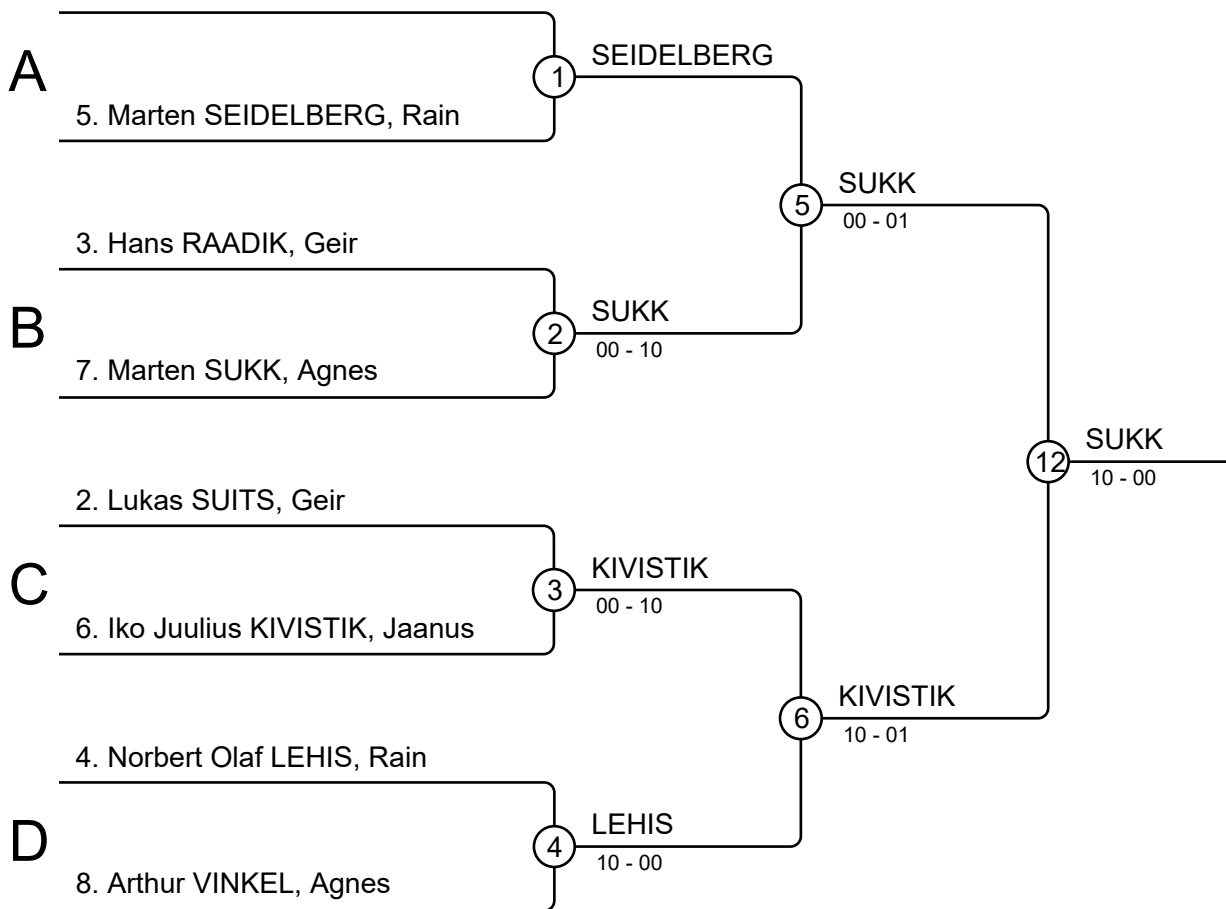 A
1
SEIDELBERG
5. Marten SEIDELBERG, Rain
5
SUKK
00 - 01
3. Hans RAADIK, Geir
B
2
SUKK
00 - 10
7. Marten SUKK, Agnes
12
SUKK
10 - 00
2. Lukas SUITS, Geir
C
3
KIVISTIK
00 - 10
6. Iko Juulius KIVISTIK, Jaanus
6
KIVISTIK
10 - 01
4. Norbert Olaf LEHIS, Rain
D
4
LEHIS
10 - 00
8. Arthur VINKEL, Agnes